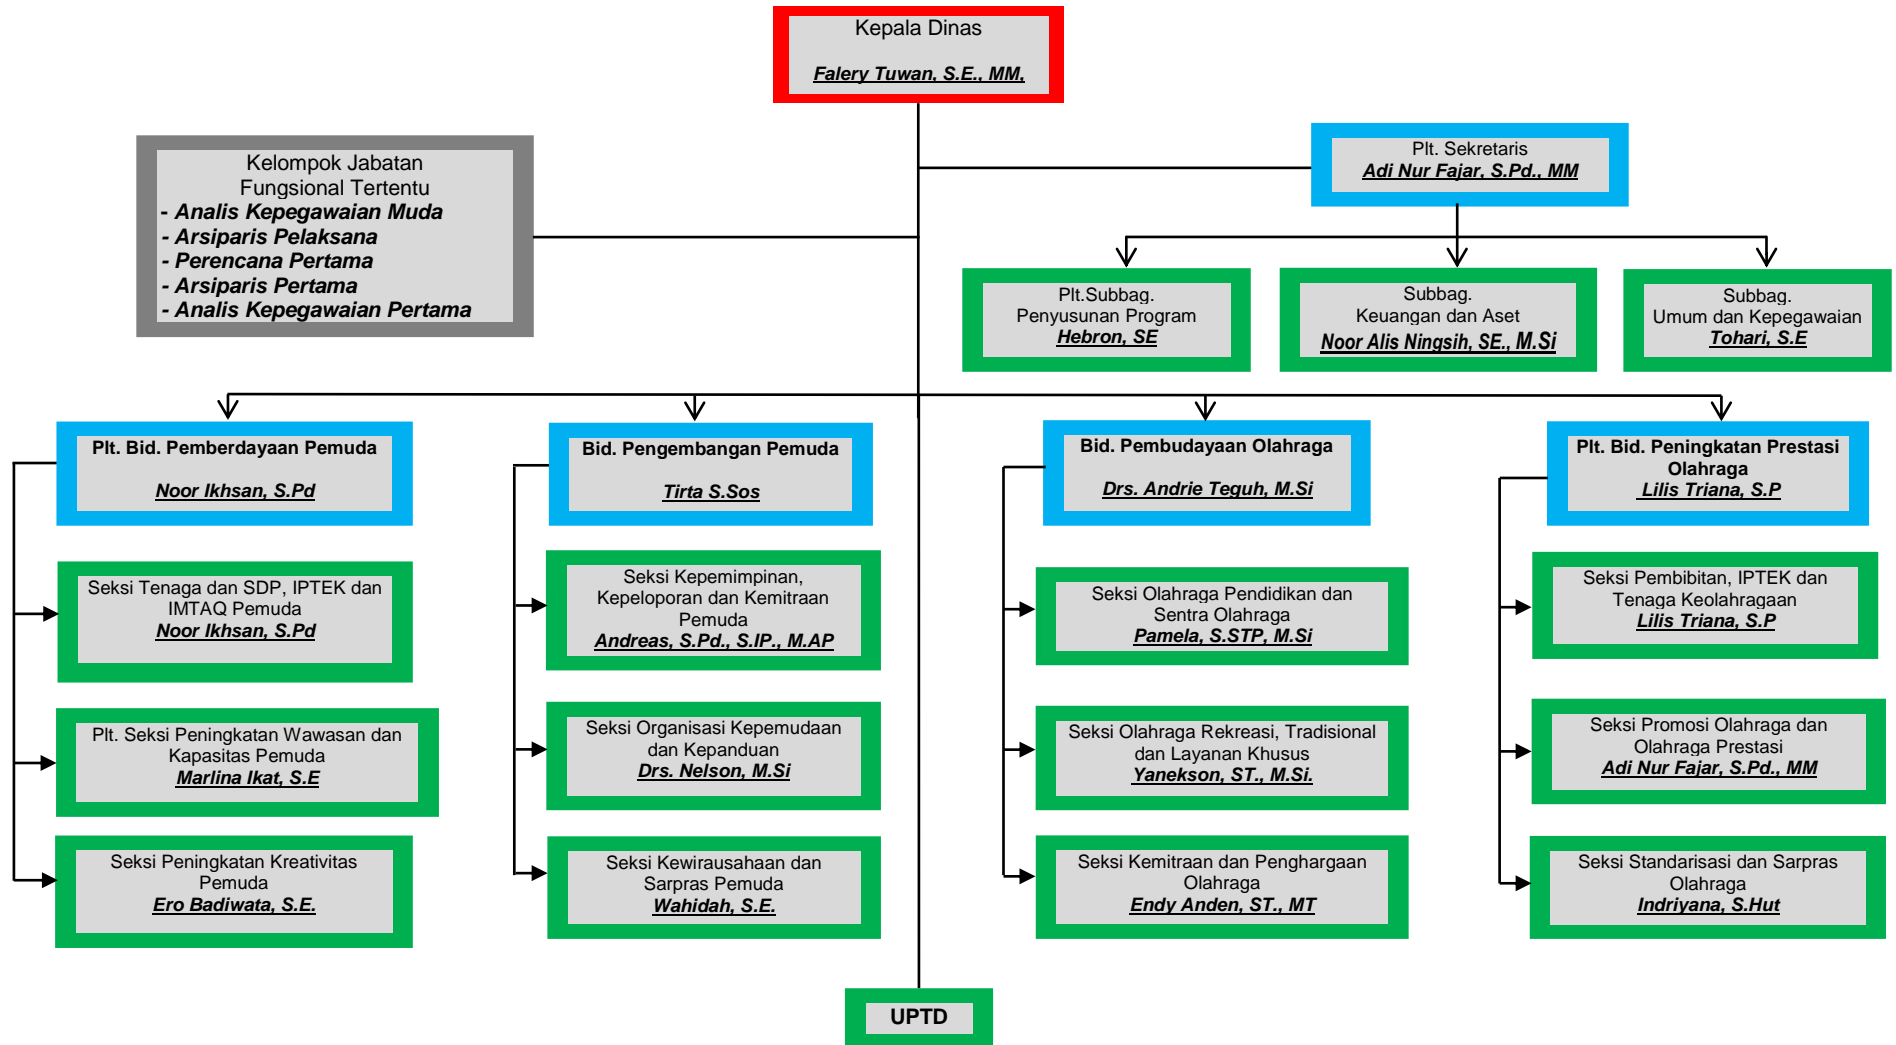 Kepala Dinas
Falery Tuwan, S.E., MM,
Kelompok Jabatan
Fungsional Tertentu
- Analis Kepegawaian Muda
- Arsiparis Pelaksana
- Perencana Pertama
- Arsiparis Pertama
- Analis Kepegawaian Pertama
Plt. Sekretaris
Adi Nur Fajar, S.Pd., MM
Plt.Subbag.
Penyusunan Program
Hebron, SE
Subbag.
Keuangan dan Aset
Noor Alis Ningsih, SE., M.Si
Subbag.
Umum dan Kepegawaian
Tohari, S.E
Plt. Bid. Pemberdayaan Pemuda
Noor Ikhsan, S.Pd
Bid. Pengembangan Pemuda
Tirta S.Sos
Bid. Pembudayaan Olahraga
Drs. Andrie Teguh, M.Si
Plt. Bid. Peningkatan Prestasi
Olahraga
Lilis Triana, S.P
Seksi Tenaga dan SDP, IPTEK dan
IMTAQ Pemuda
Noor Ikhsan, S.Pd
Seksi Kepemimpinan,
Kepeloporan dan Kemitraan
Pemuda
Andreas, S.Pd., S.IP., M.AP
Seksi Olahraga Pendidikan dan
Sentra Olahraga
Pamela, S.STP, M.Si
Seksi Pembibitan, IPTEK dan
Tenaga Keolahragaan
Lilis Triana, S.P
Plt. Seksi Peningkatan Wawasan dan
Kapasitas Pemuda
Marlina Ikat, S.E
Seksi Organisasi Kepemudaan
dan Kepanduan
Drs. Nelson, M.Si
Seksi Olahraga Rekreasi, Tradisional
dan Layanan Khusus
Yanekson, ST., M.Si.
Seksi Promosi Olahraga dan
Olahraga Prestasi
Adi Nur Fajar, S.Pd., MM
Seksi Peningkatan Kreativitas
Pemuda
Ero Badiwata, S.E.
Seksi Kewirausahaan dan
Sarpras Pemuda
Wahidah, S.E.
Seksi Kemitraan dan Penghargaan
Olahraga
Endy Anden, ST., MT
Seksi Standarisasi dan Sarpras
Olahraga
Indriyana, S.Hut
UPTD